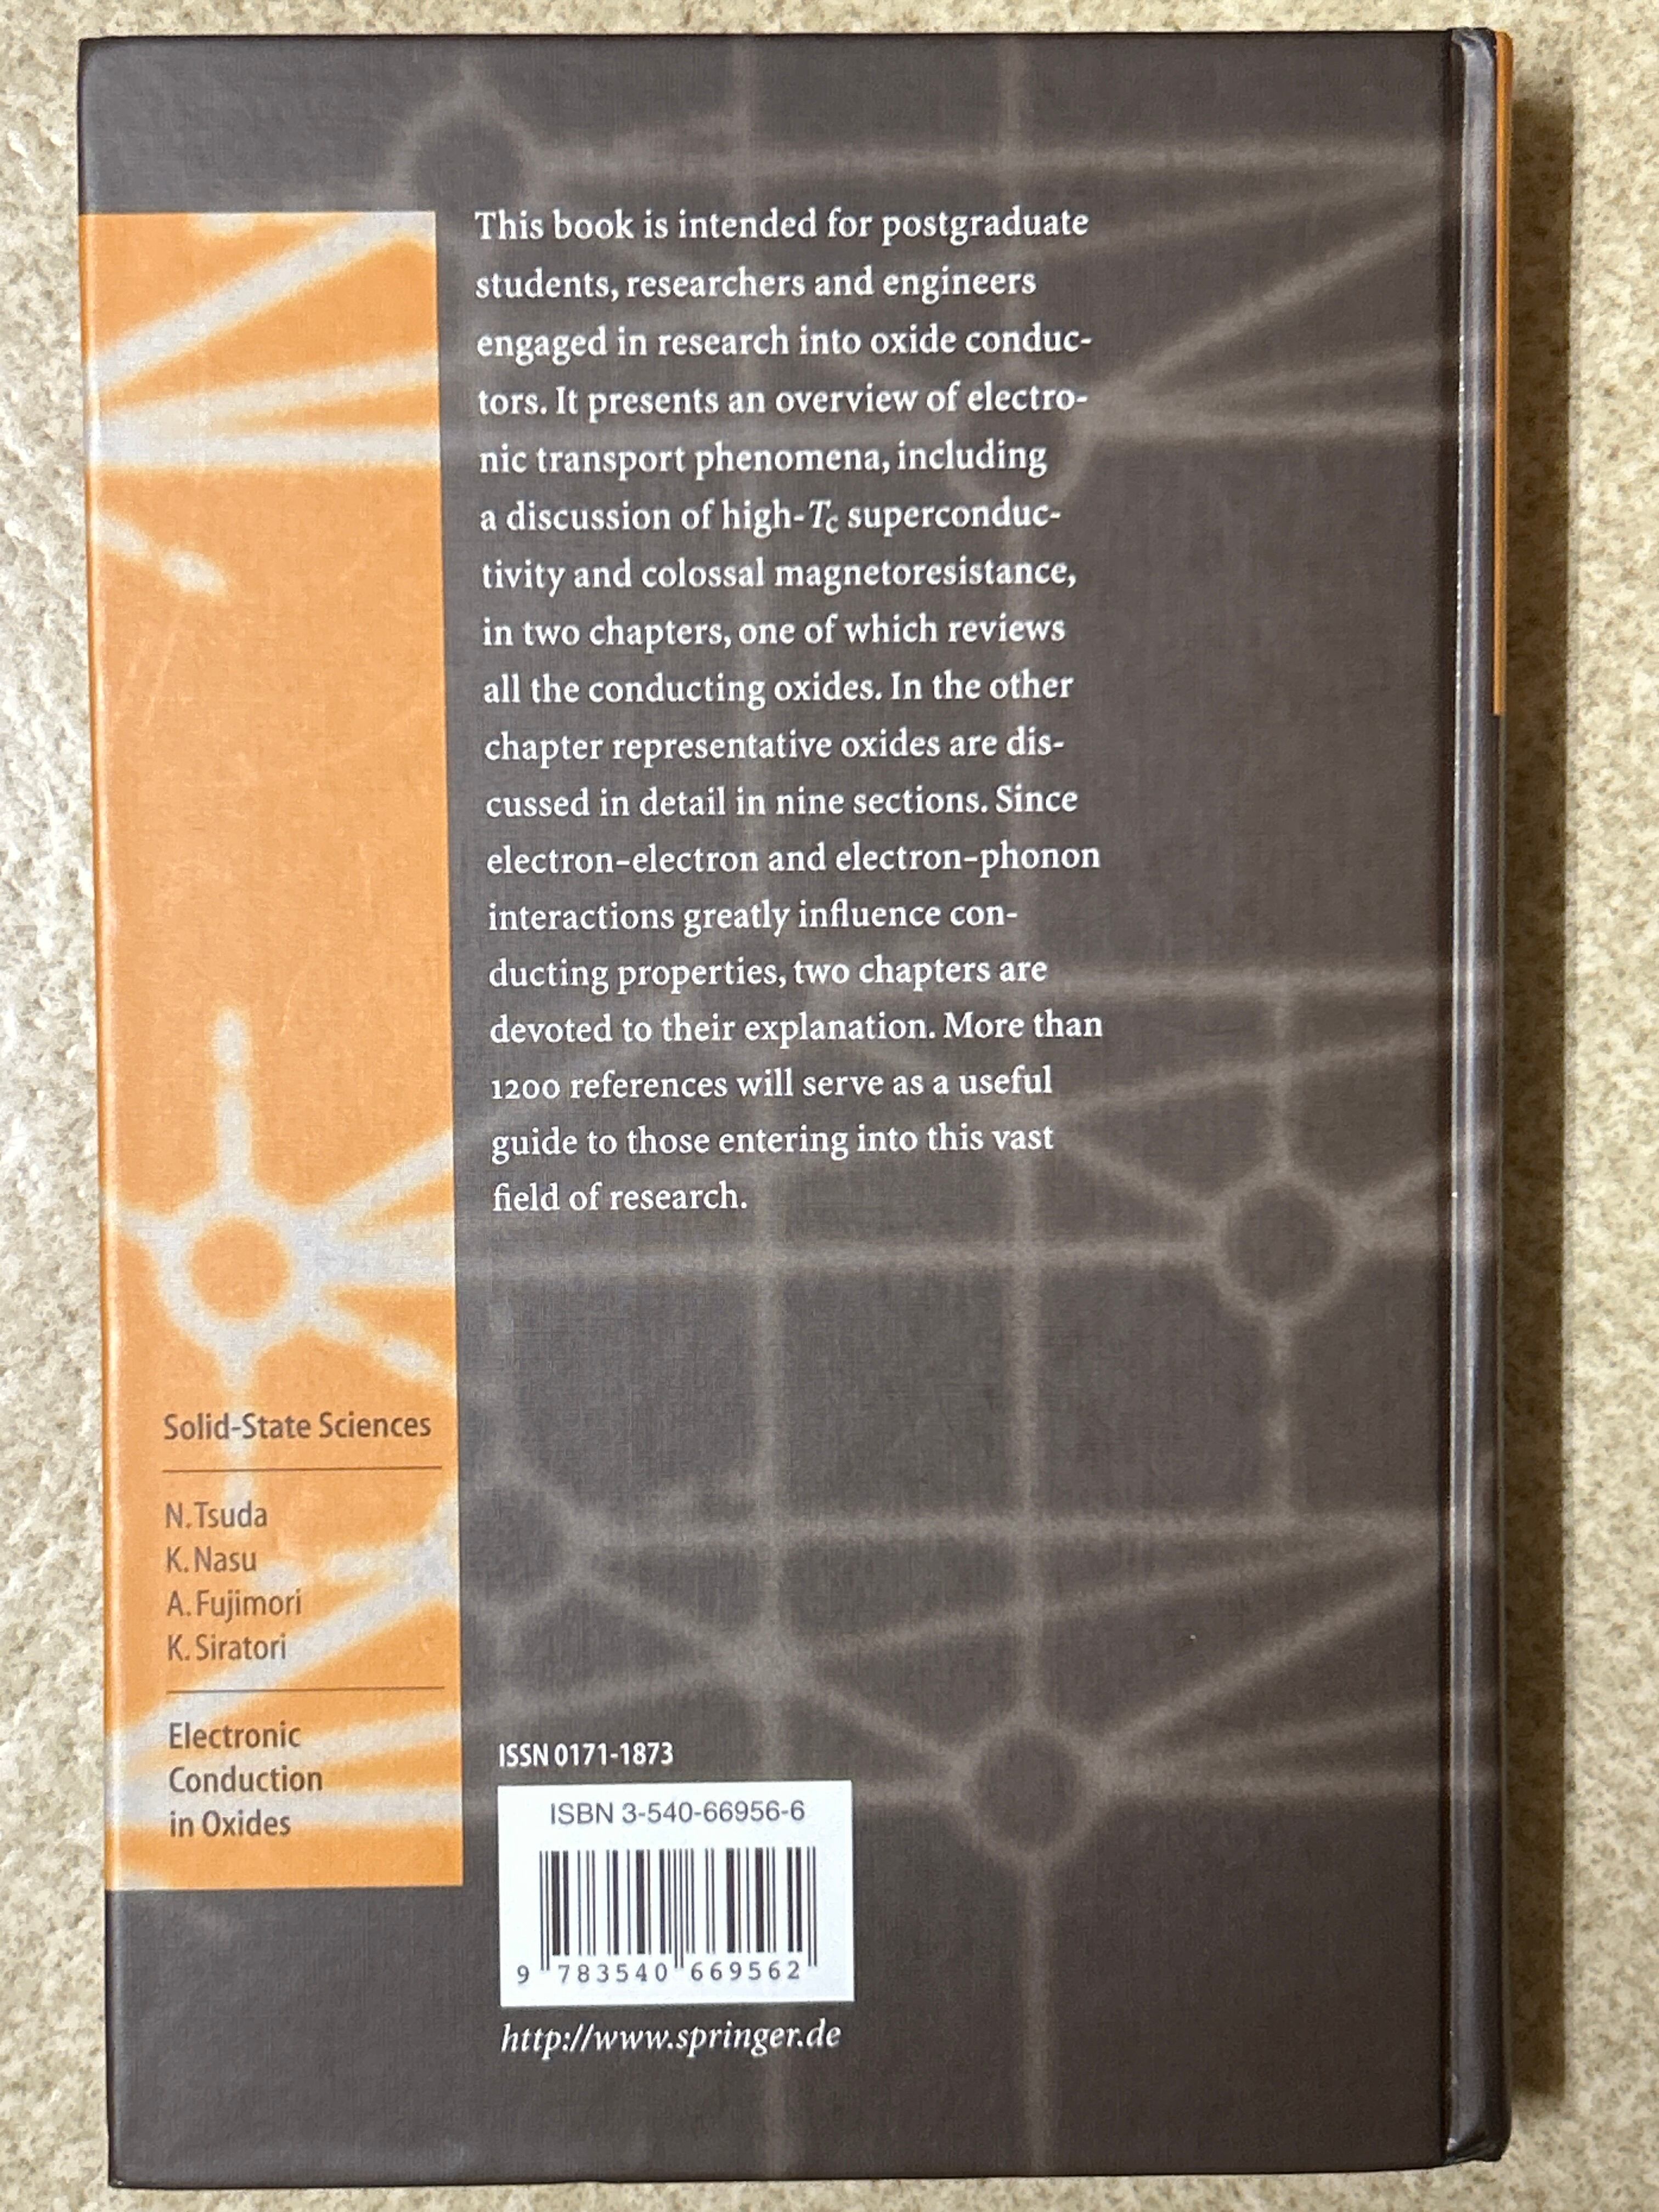 This book is intended for postgraduate
students, researchers and engineers
engaged in research into oxide conduc-
tors. It presents an overview of electro-
nic transport phenomena, including
a discussion of high-Tc superconduc-
tivity and colossal magnetoresistance,
in two chapters, one of which reviews
all the conducting oxides. In the other
chapter representative oxides are dis-
cussed in detail in nine sections. Since
electron–electron and electron–phonon
interactions greatly influence con-
ducting properties, two chapters are
devoted to their explanation. More than
1200 references will serve as a useful
guide to those entering into this vast
field of research.
Solid-State Sciences
N. Tsuda
K. Nasu
A. Fujimori
K. Siratori
Electronic
Conduction
in Oxides
ISSN 0171-1873
ISBN 3-540-66956-6
9 783540 669562
http://www.springer.de